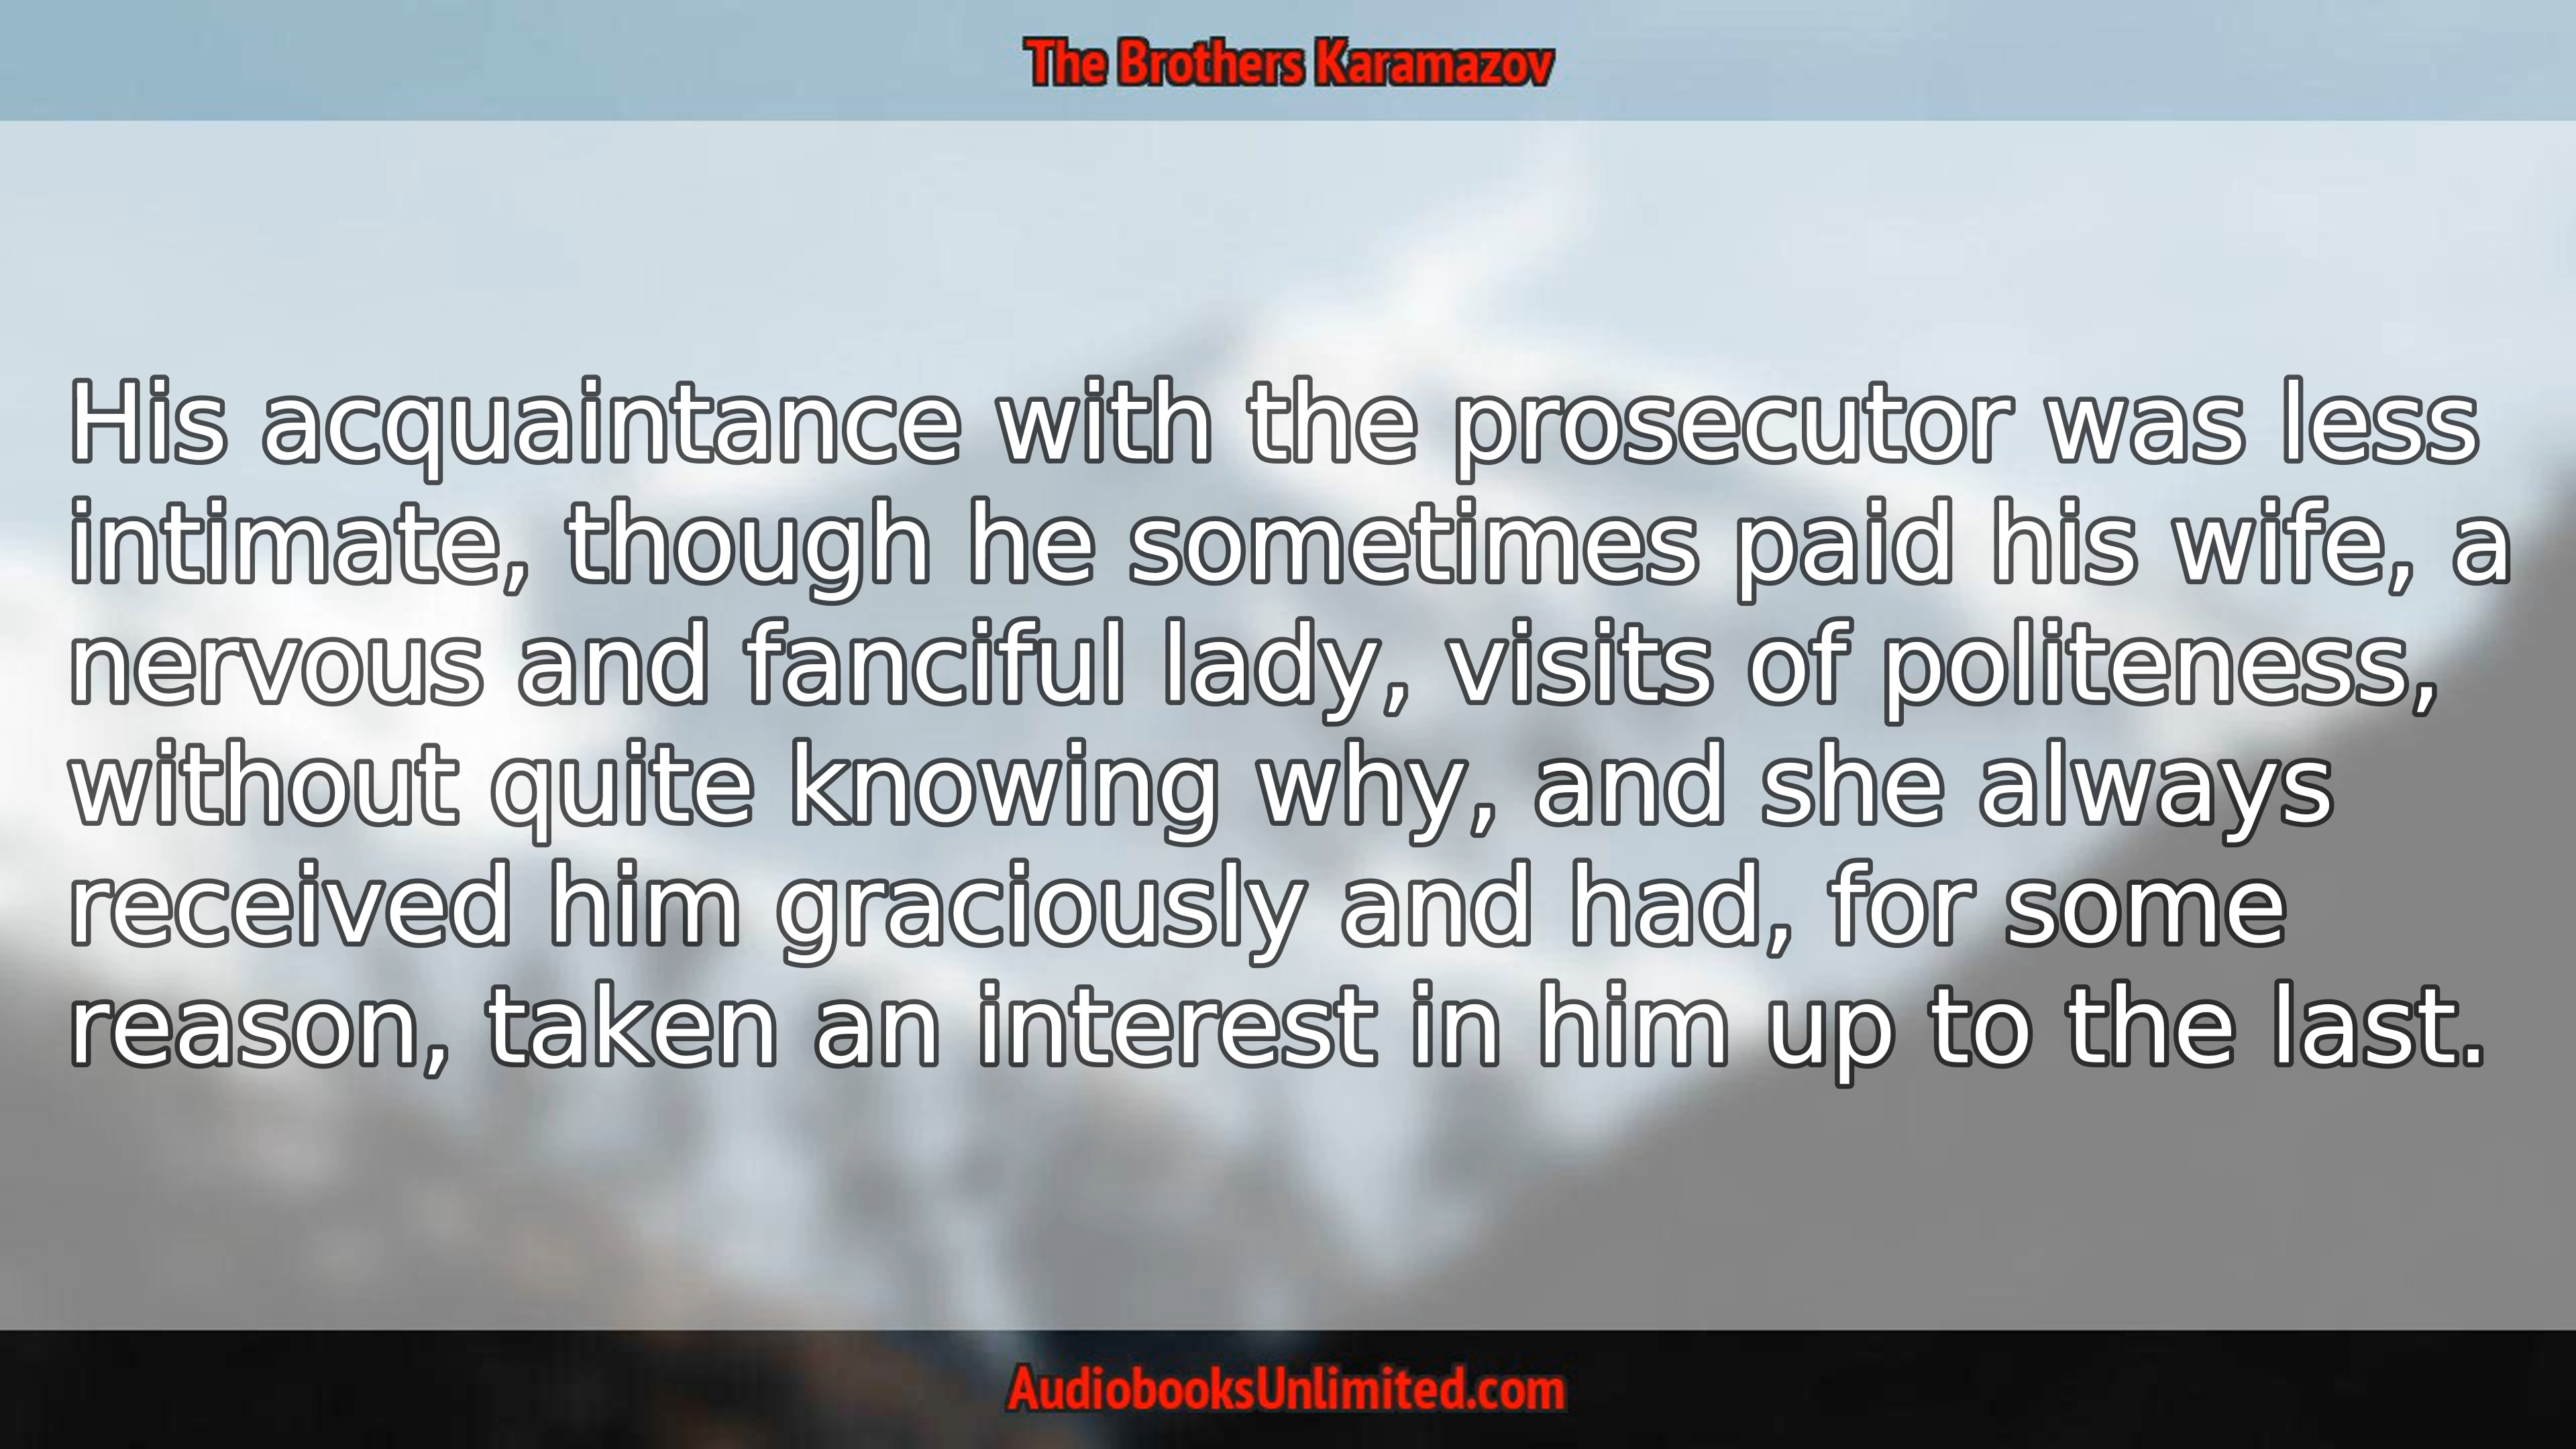 The Brothers Karamazov
His acquaintance with the prosecutor was less
intimate, though he sometimes paid his wife, a
nervous and fanciful lady, visits of politeness,
without quite knowing why, and she always
received him graciously and had, for some
reason, taken an interest in him up to the last.
AudiobooksUnlimited.com